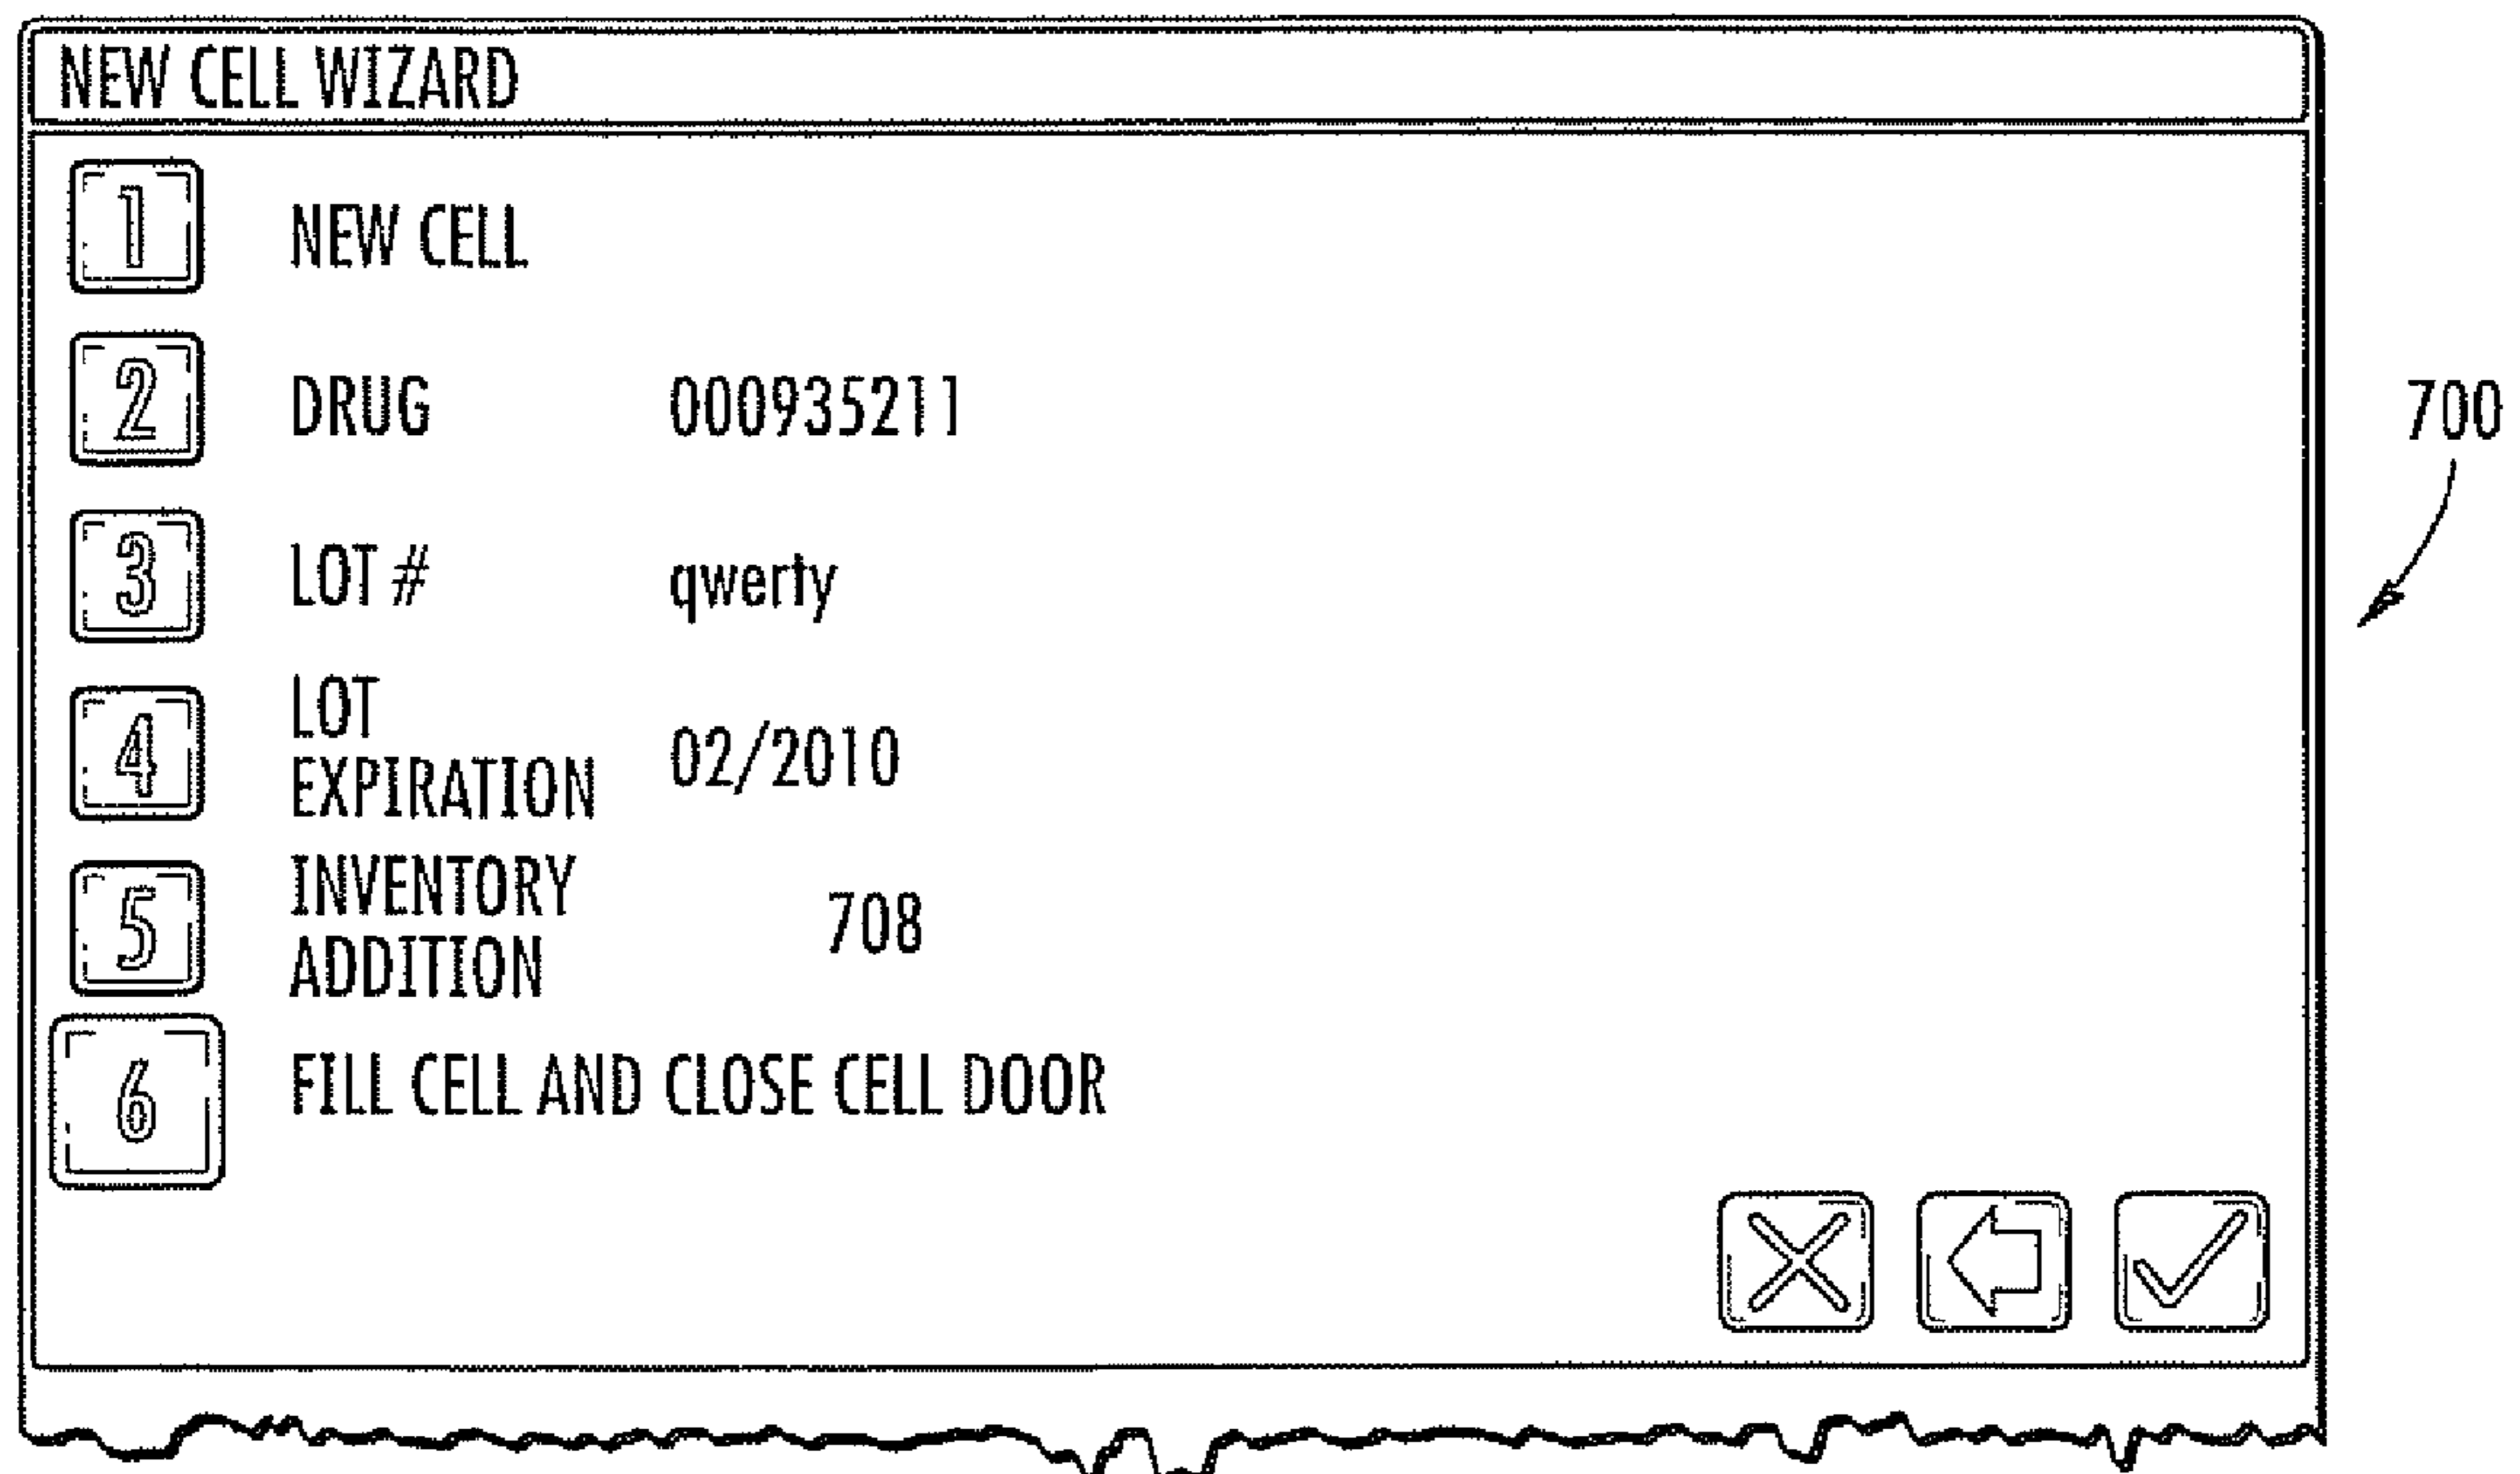 NEW CELL WIZARD
1 NEW CELL
2 DRUG 000935211
700
3 LOT # qwerty
4 LOT
EXPIRATION 02/2010
5 INVENTORY
ADDITION 708
6 FILL CELL AND CLOSE CELL DOOR